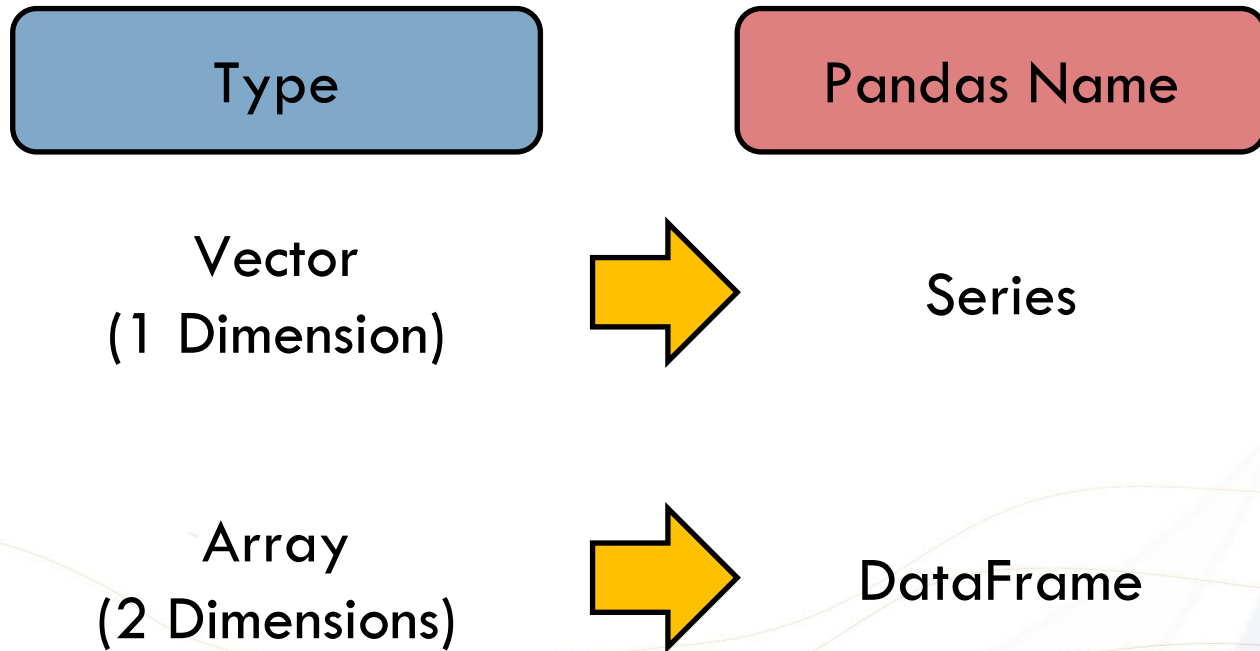 Type
Pandas Name
Vector
(1 Dimension)
Series
Array
(2 Dimensions)
DataFrame